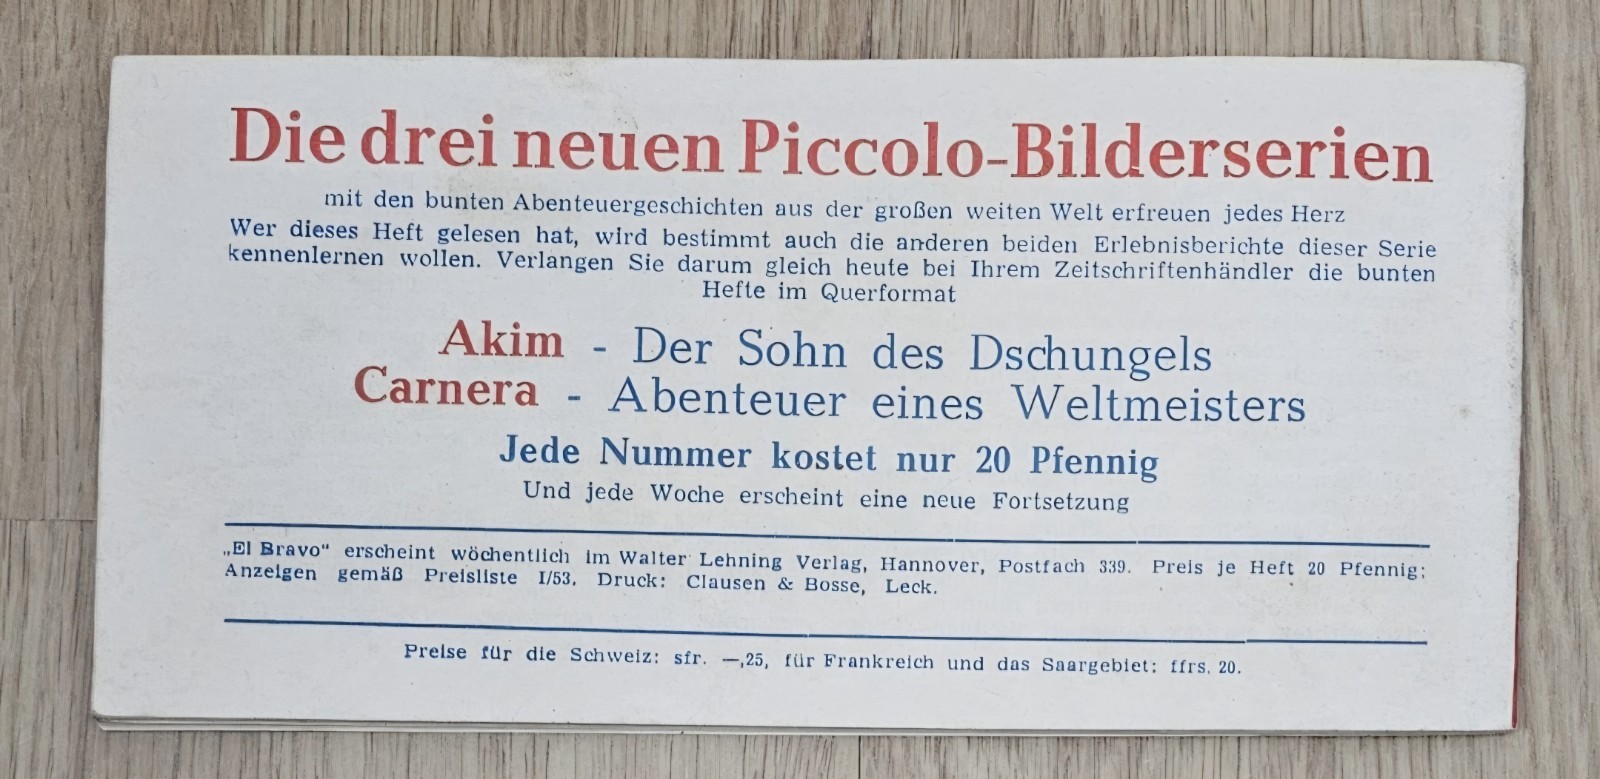 Die drei neuen Piccolo-Bilderserien
mit den bunten Abenteuergeschichten aus der großen weiten Welt erfreuen jedes Herz
Wer dieses Heft gelesen hat, wird bestimmt auch die anderen beiden Erlebnisberichte dieser Serie
kennenlernen wollen. Verlangen Sie darum gleich heute bei Ihrem Zeitschriftenhändler die bunten
Hefte im Querformat
Akim - Der Sohn des Dschungels
Carnera - Abenteuer eines Weltmeisters
Jede Nummer kostet nur 20 Pfennig
Und jede Woche erscheint eine neue Fortsetzung
„El Bravo“ erscheint wöchentlich im Walter Lehning Verlag, Hannover, Postfach 339. Preis je Heft 20 Pfennig;
Anzeigen gemäß Preisliste I/53. Druck: Clausen & Bosse, Leck.
Preise für die Schweiz: sfr. —,25, für Frankreich und das Saargebiet: ffrs. 20.